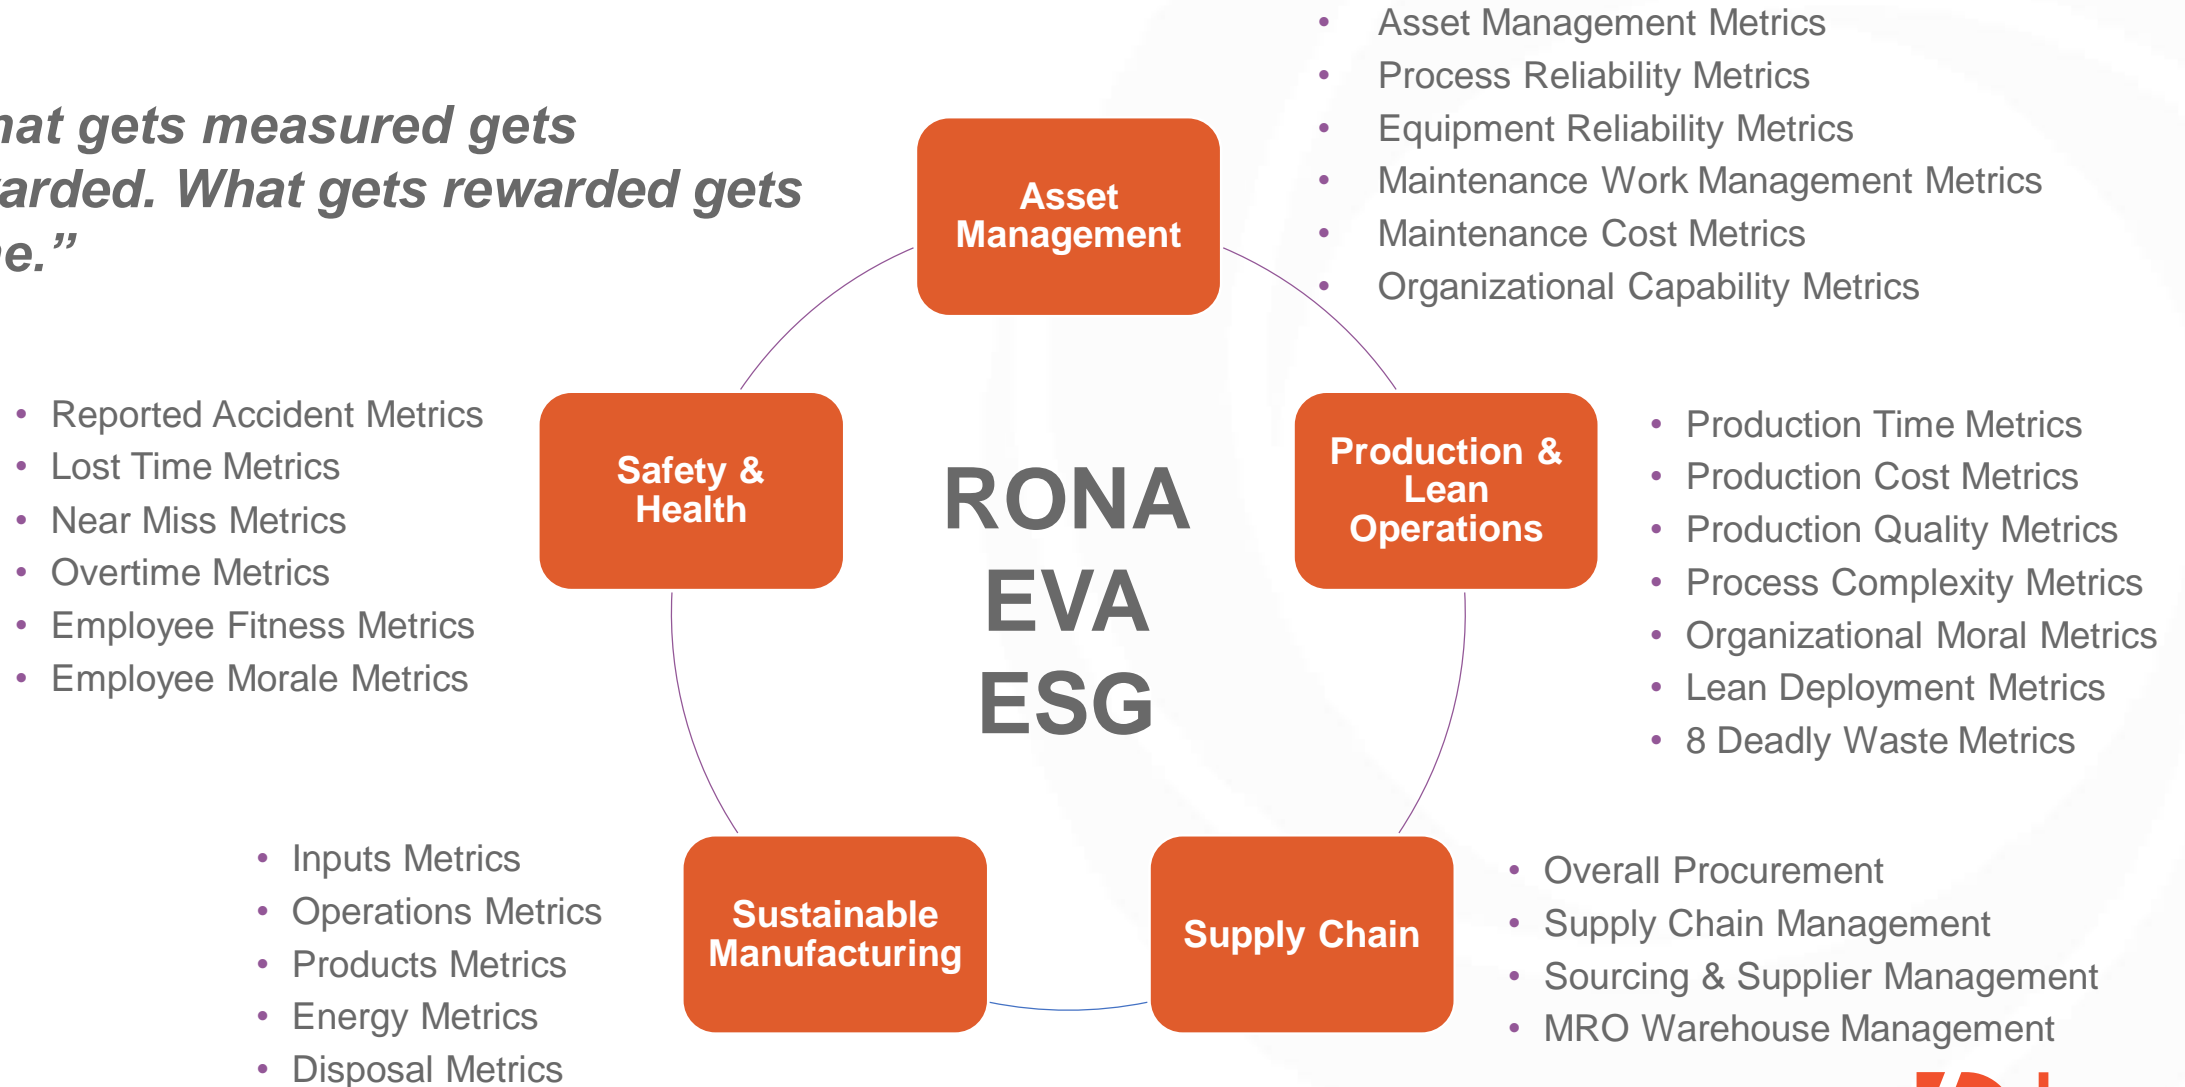 • Asset Management Metrics
• Process Reliability Metrics
• Equipment Reliability Metrics
• Maintenance Work Management Metrics
• Maintenance Cost Metrics
• Organizational Capability Metrics
gets measured gets
What gets rewarded gets
Asset
Management
• Reported Accident Metrics
• Lost Time Metrics
• Near Miss Metrics
• Overtime Metrics
• Employee Fitness Metrics
• Employee Morale Metrics
Safety &
Health
RONA
EVA
ESG
Production &
Lean
Operations
• Production Time Metrics
• Production Cost Metrics
• Production Quality Metrics
• Process Complexity Metrics
• Organizational Moral Metrics
• Lean Deployment Metrics
• 8 Deadly Waste Metrics
• Inputs Metrics
• Operations Metrics
• Products Metrics
• Energy Metrics
• Disposal Metrics
Sustainable
Manufacturing
Supply Chain
• Overall Procurement
• Supply Chain Management
• Sourcing & Supplier Management
• MRO Warehouse Management